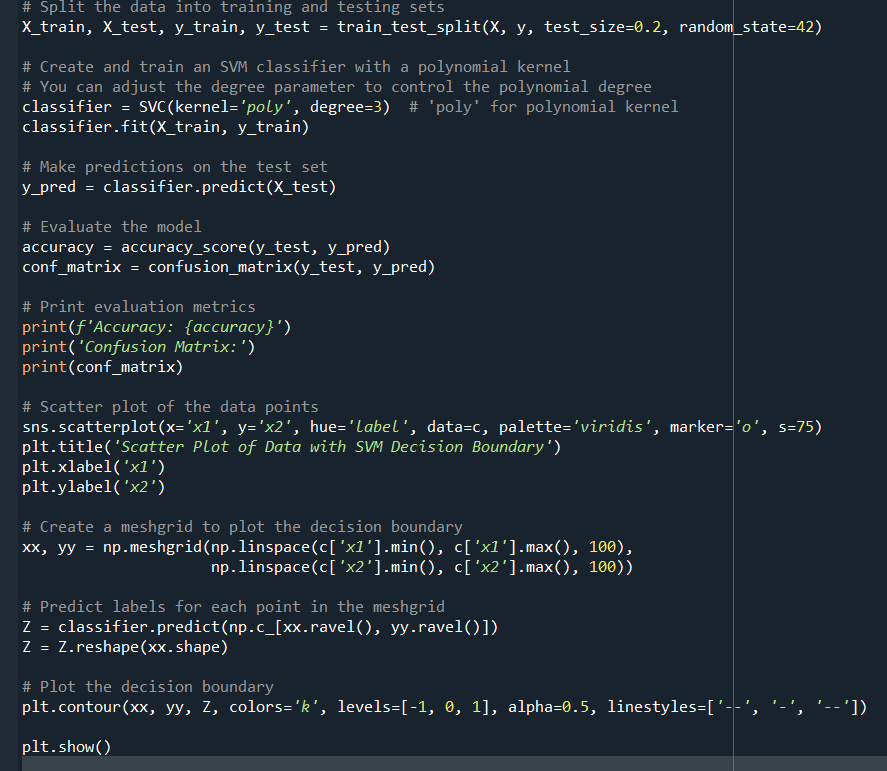 # Split the data into training and testing sets
X_train, X_test, y_train, y_test = train_test_split(X, y, test_size=0.2, random_state=42)
# Create and train an SVM classifier with a polynomial kernel
# You can adjust the degree parameter to control the polynomial degree
classifier = SVC(kernel='poly', degree=3)  # 'poly' for polynomial kernel
classifier.fit(X_train, y_train)
# Make predictions on the test set
y_pred = classifier.predict(X_test)
# Evaluate the model
accuracy = accuracy_score(y_test, y_pred)
conf_matrix = confusion_matrix(y_test, y_pred)
# Print evaluation metrics
print(f'Accuracy: {accuracy}')
print('Confusion Matrix:')
print(conf_matrix)
# Scatter plot of the data points
sns.scatterplot(x='x1', y='x2', hue='label', data=c, palette='viridis', marker='o', s=75)
plt.title('Scatter Plot of Data with SVM Decision Boundary')
plt.xlabel('x1')
plt.ylabel('x2')
# Create a meshgrid to plot the decision boundary
xx, yy = np.meshgrid(np.linspace(c['x1'].min(), c['x1'].max(), 100),
                     np.linspace(c['x2'].min(), c['x2'].max(), 100))
# Predict labels for each point in the meshgrid
Z = classifier.predict(np.c_[xx.ravel(), yy.ravel()])
Z = Z.reshape(xx.shape)
# Plot the decision boundary
plt.contour(xx, yy, Z, colors='k', levels=[-1, 0, 1], alpha=0.5, linestyles=['--', '-', '--'])
plt.show()